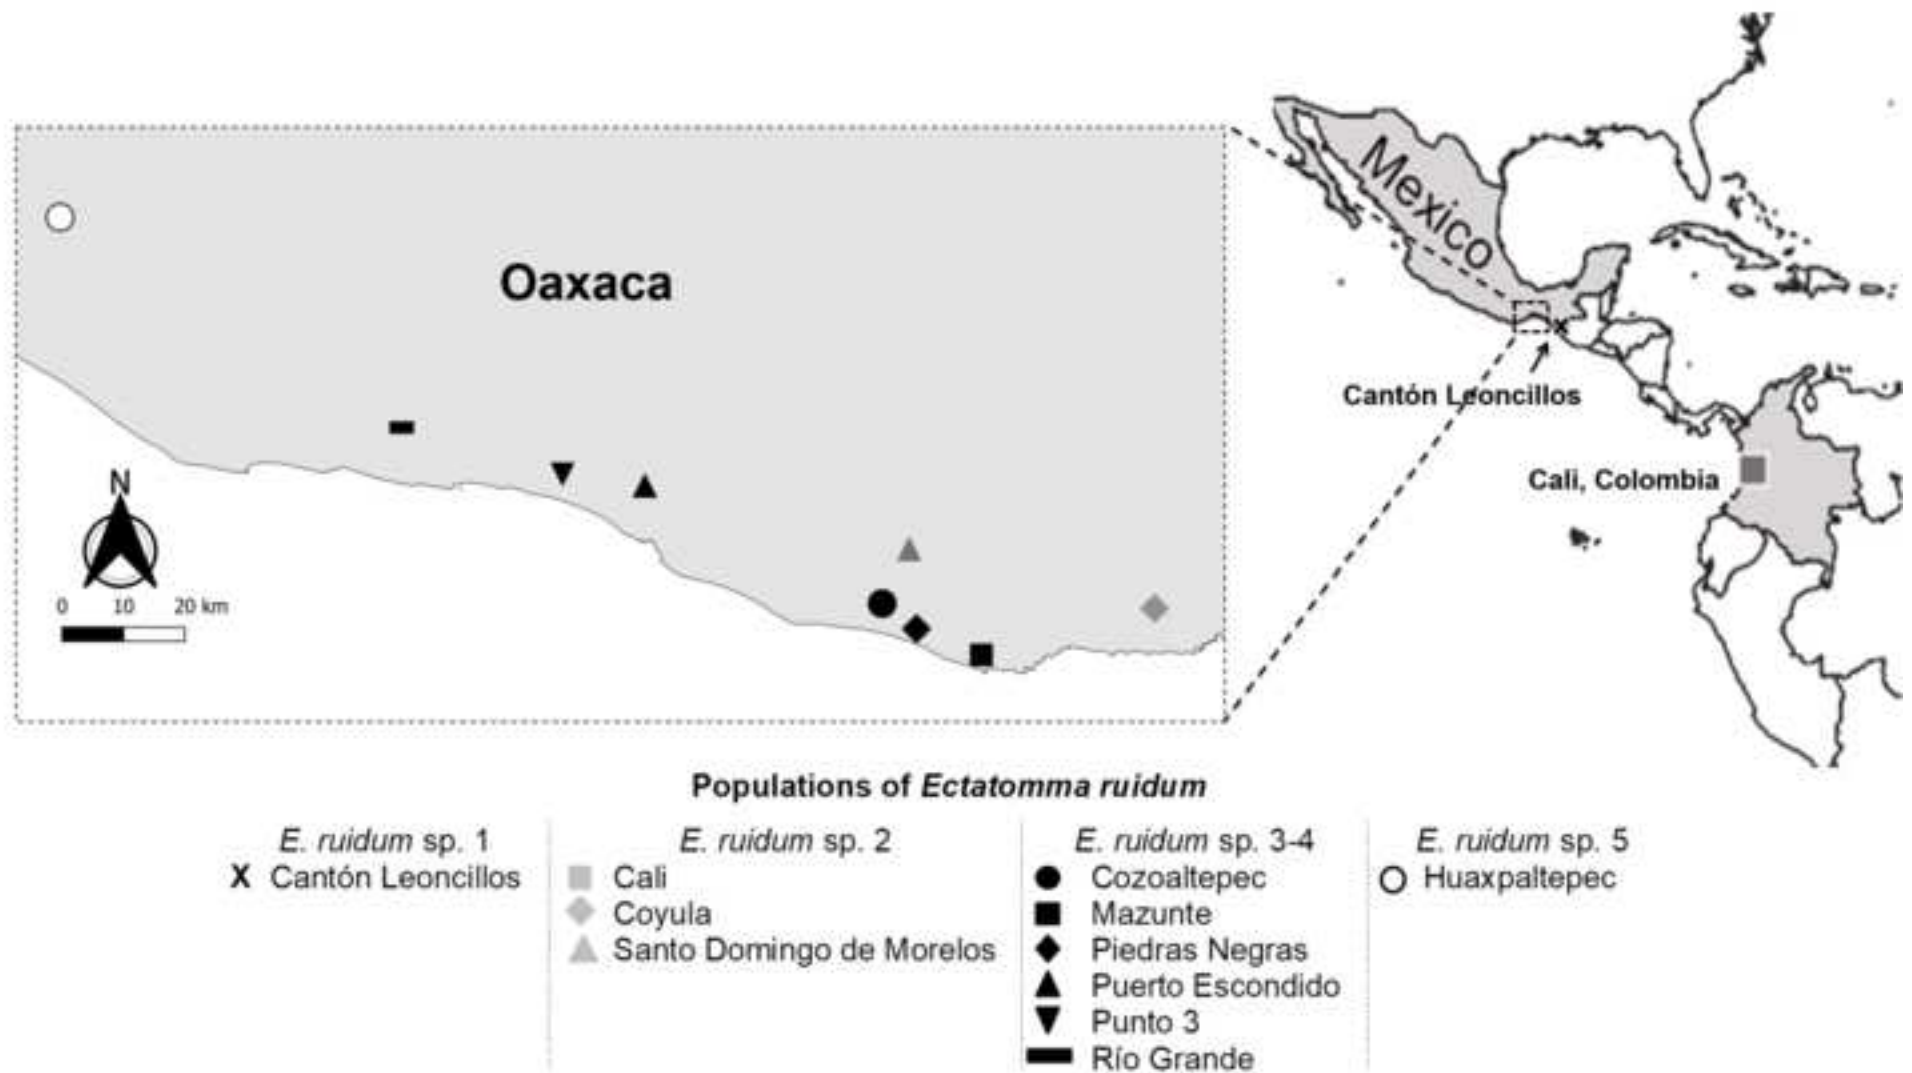 Mexico
Oaxaca
Cantón Leoncillos
Cali, Colombia
N
0 10 20 km
Populations of Ectatomma ruidum
E. ruidum sp. 1
X Cantón Leoncillos
E. ruidum sp. 2
Cali
Coyula
Santo Domingo de Morelos
E. ruidum sp. 3-4
Cozoaltepec
Mazunte
Piedras Negras
Puerto Escondido
Punto 3
Río Grande
E. ruidum sp. 5
Huaxpaltepec